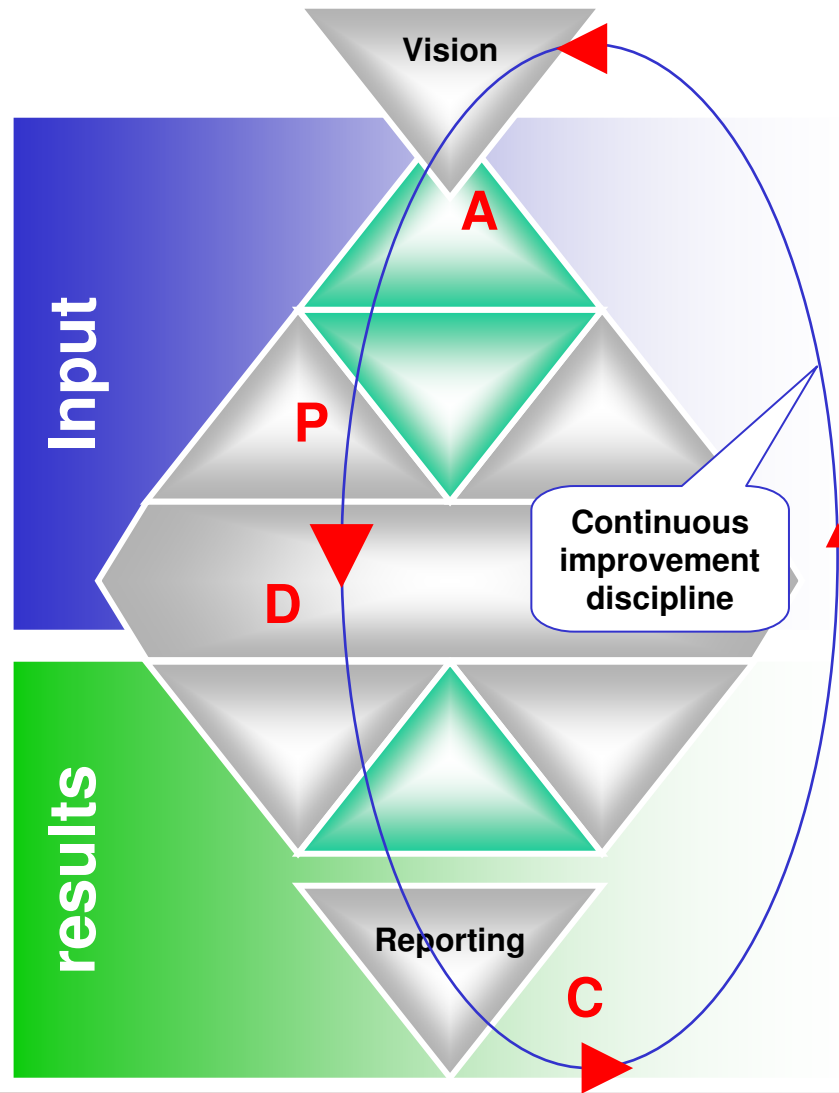 Vision
A
Input
P
Continuous
improvement
discipline
D
results
Reporting
C